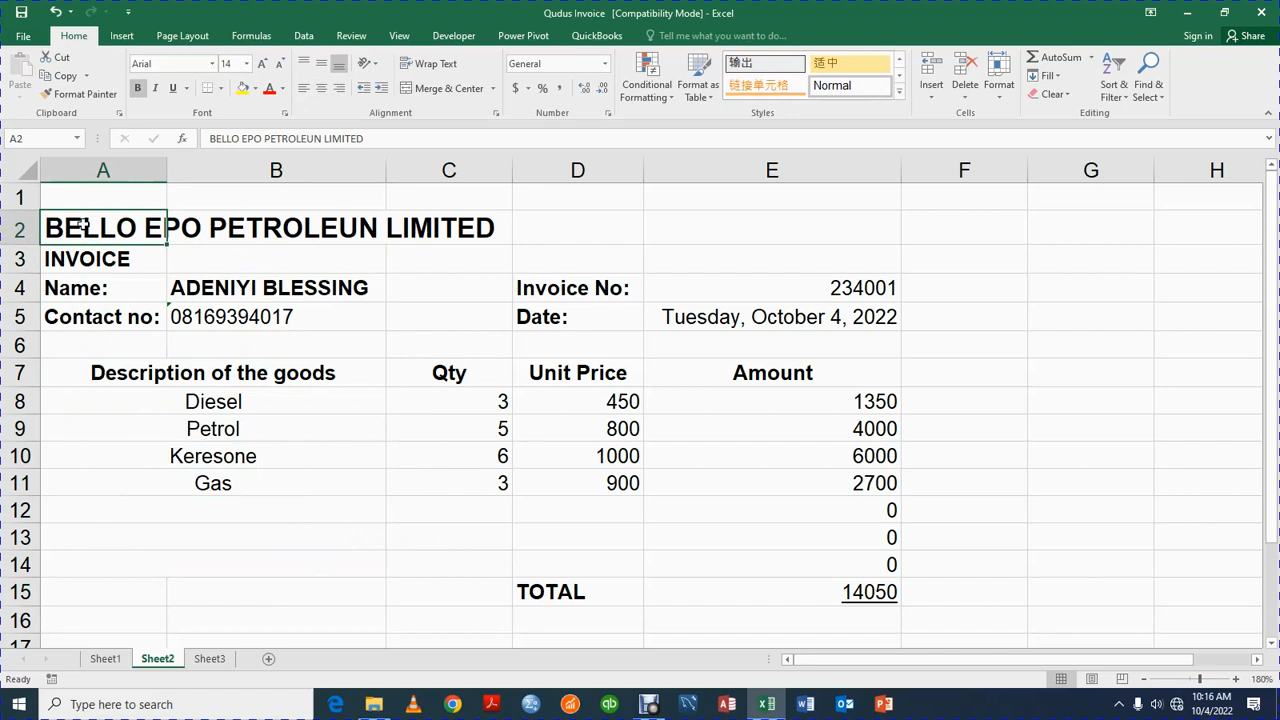 Qudus Invoice [Compatibility Mode] - Excel
File Home Insert Page Layout Formulas Data Review View Developer Power Pivot QuickBooks Tell me what you want to do... Sign in Share
Cut
Copy
Format Painter
Paste
Clipboard
Arial 14
B I U
Font
Wrap Text
Merge & Center
Alignment
General
$ % ,
Number
Conditional Formatting
Format as Table
输出 适中
链接单元格 Normal
Styles
Insert Delete Format
Cells
AutoSum
Fill
Clear
Sort & Filter
Find & Select
Editing
A2 fx BELLO EPO PETROLEUN LIMITED
A B C D E F G H
1
2 BELLO EPO PETROLEUN LIMITED
3 INVOICE
4 Name: ADENIYI BLESSING Invoice No: 234001
5 Contact no: 08169394017 Date: Tuesday, October 4, 2022
6
7 Description of the goods Qty Unit Price Amount
8 Diesel 3 450 1350
9 Petrol 5 800 4000
10 Keresone 6 1000 6000
11 Gas 3 900 2700
12 0
13 0
14 0
15 TOTAL 14050
16
17
Sheet1 Sheet2 Sheet3
Ready 180%
Type here to search
10:16 AM
10/4/2022